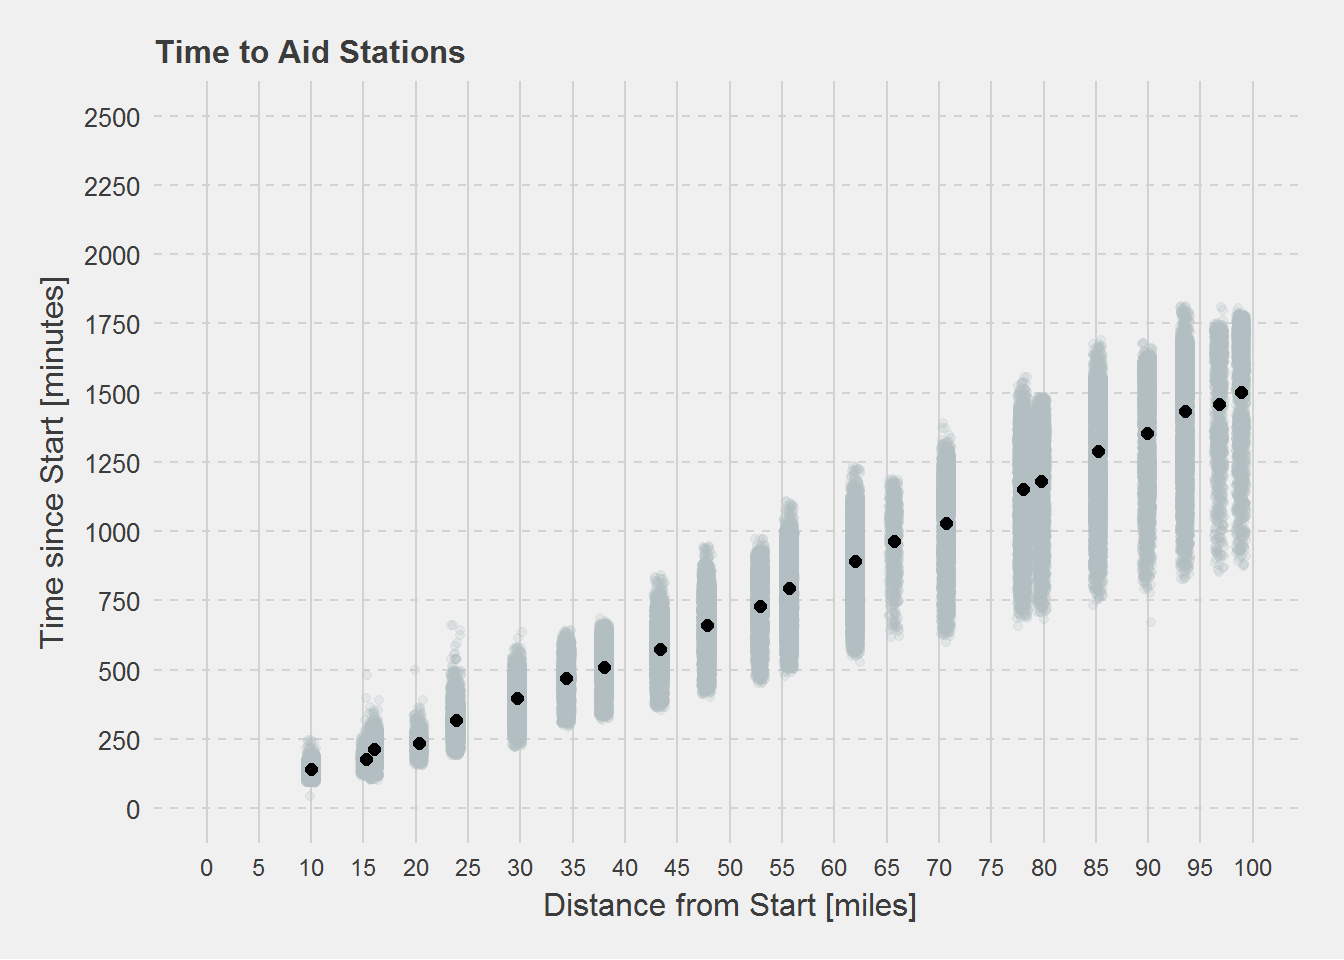 Time to Aid Stations
2500
2250
2000
1750
1500
1250
1000
750
500
250
0
Time since Start [minutes]
0 5 10 15 20 25 30 35 40 45 50 55 60 65 70 75 80 85 90 95 100
Distance from Start [miles]